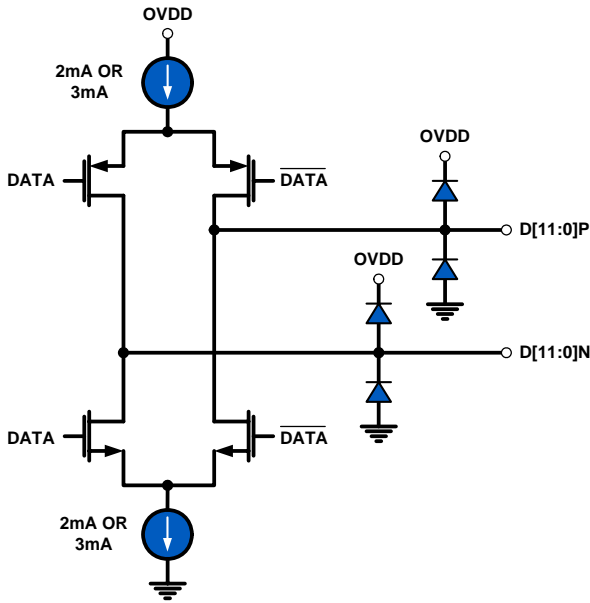 OVDD
2mA OR
3mA
DATA
DATA
OVDD
D[11:0]P
OVDD
D[11:0]N
DATA
DATA
2mA OR
3mA